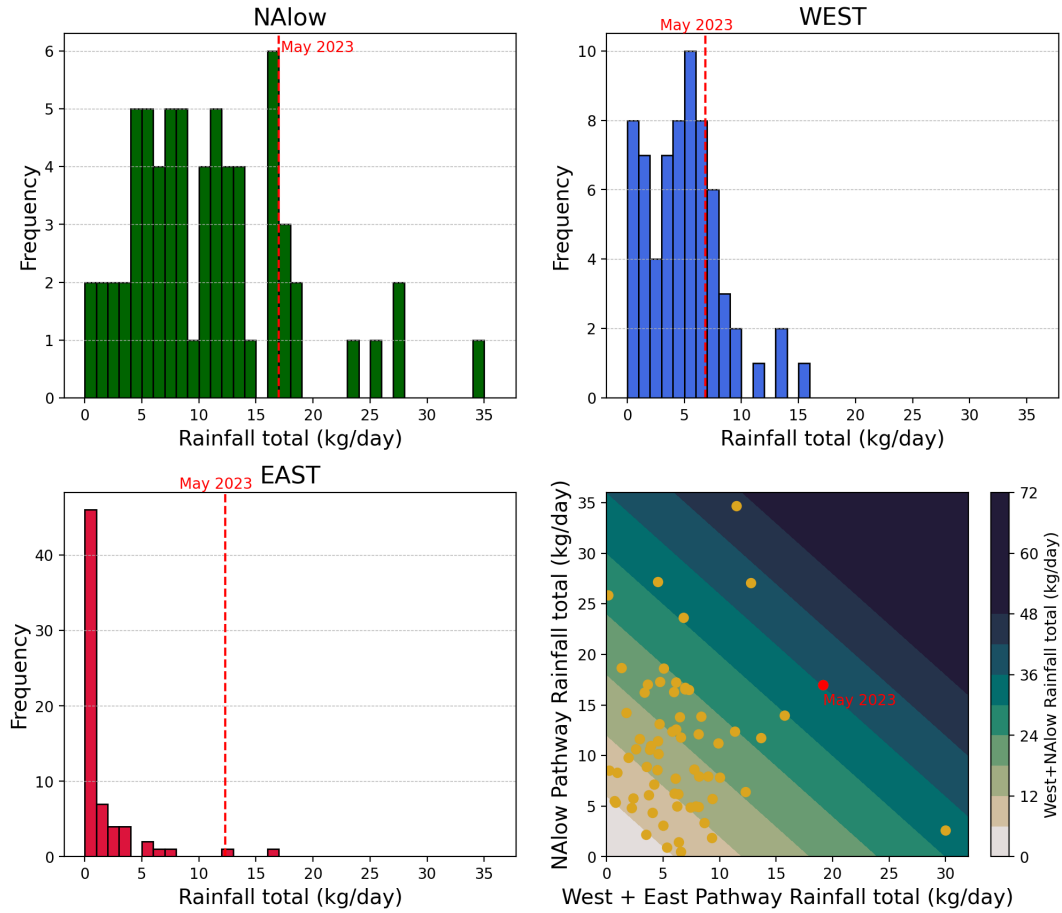 NAlow
May 2023
6
5
4
3
2
1
0
Frequency
0 5 10 15 20 25 30 35
Rainfall total (kg/day)
WEST
May 2023
10
8
6
4
2
0
Frequency
0 5 10 15 20 25 30 35
Rainfall total (kg/day)
EAST
May 2023
40
30
20
10
0
Frequency
0 5 10 15 20 25 30 35
Rainfall total (kg/day)
35
30
25
20
15
10
5
0
NAlow Pathway Rainfall total (kg/day)
May 2023
0 5 10 15 20 25 30
West + East Pathway Rainfall total (kg/day)
72
60
48
36
24
12
0
West+NAlow Rainfall total (kg/day)